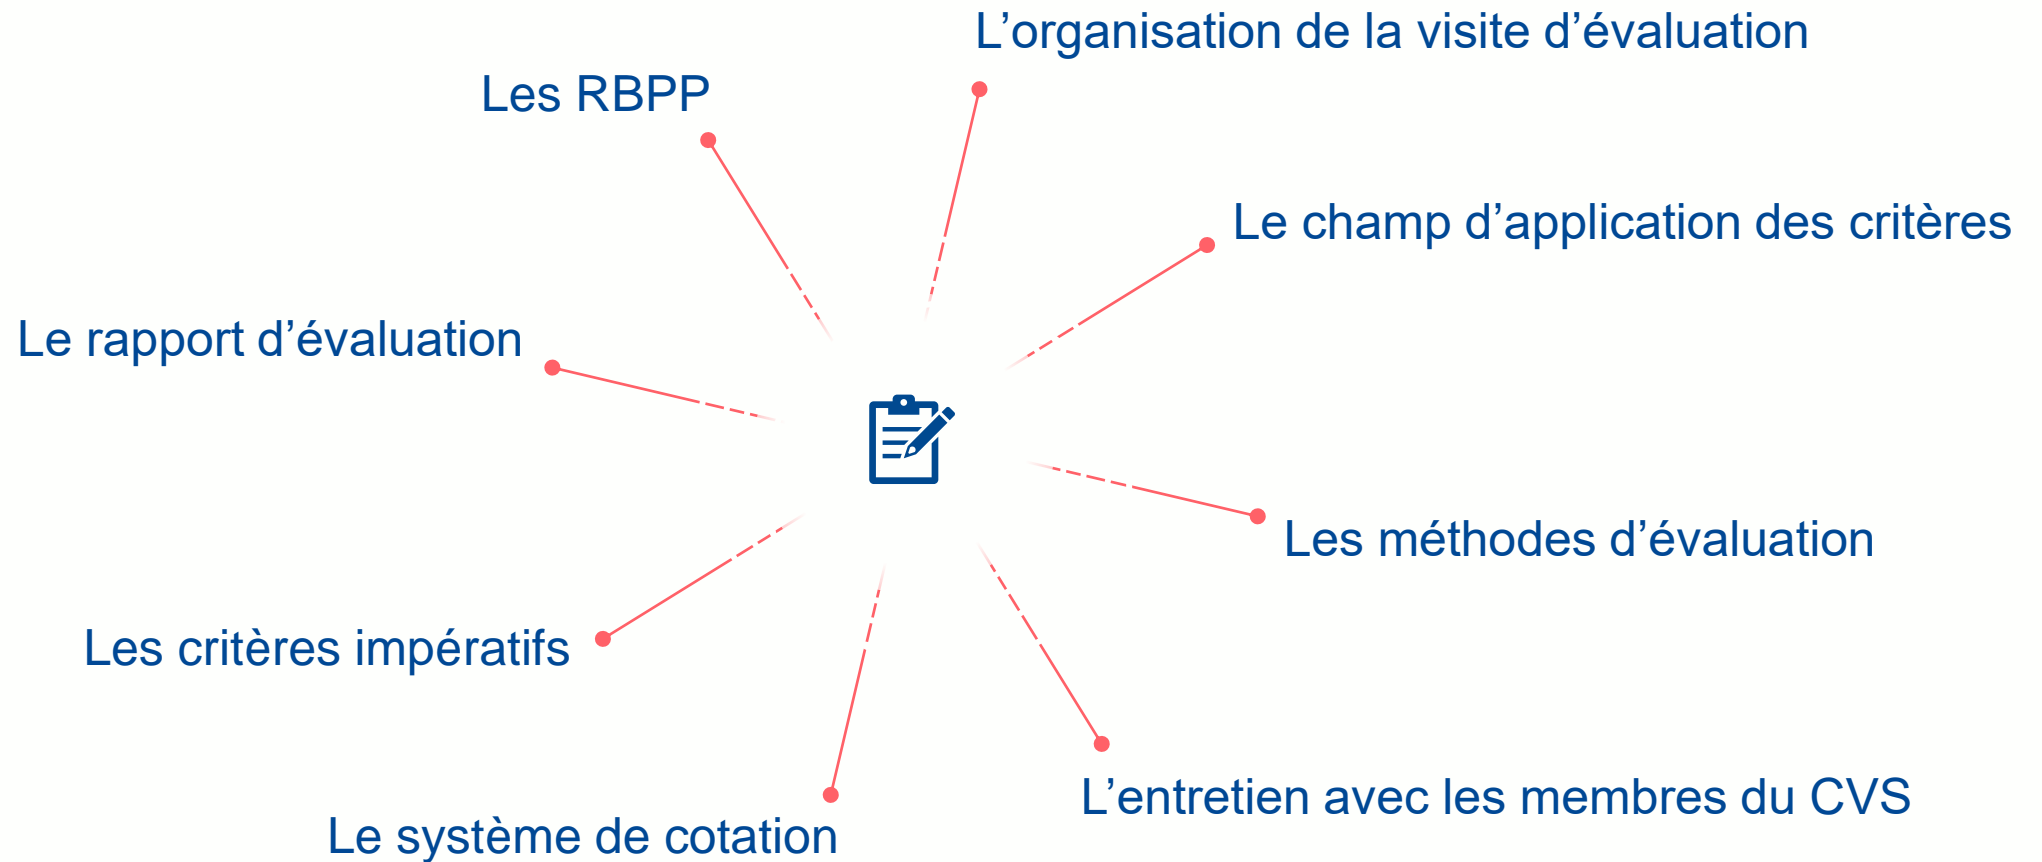 L’organisation de la visite d’évaluation
Les RBPP
Le champ d’application des critères
Le rapport d’évaluation
Les méthodes d’évaluation
Les critères impératifs
L’entretien avec les membres du CVS
Le système de cotation